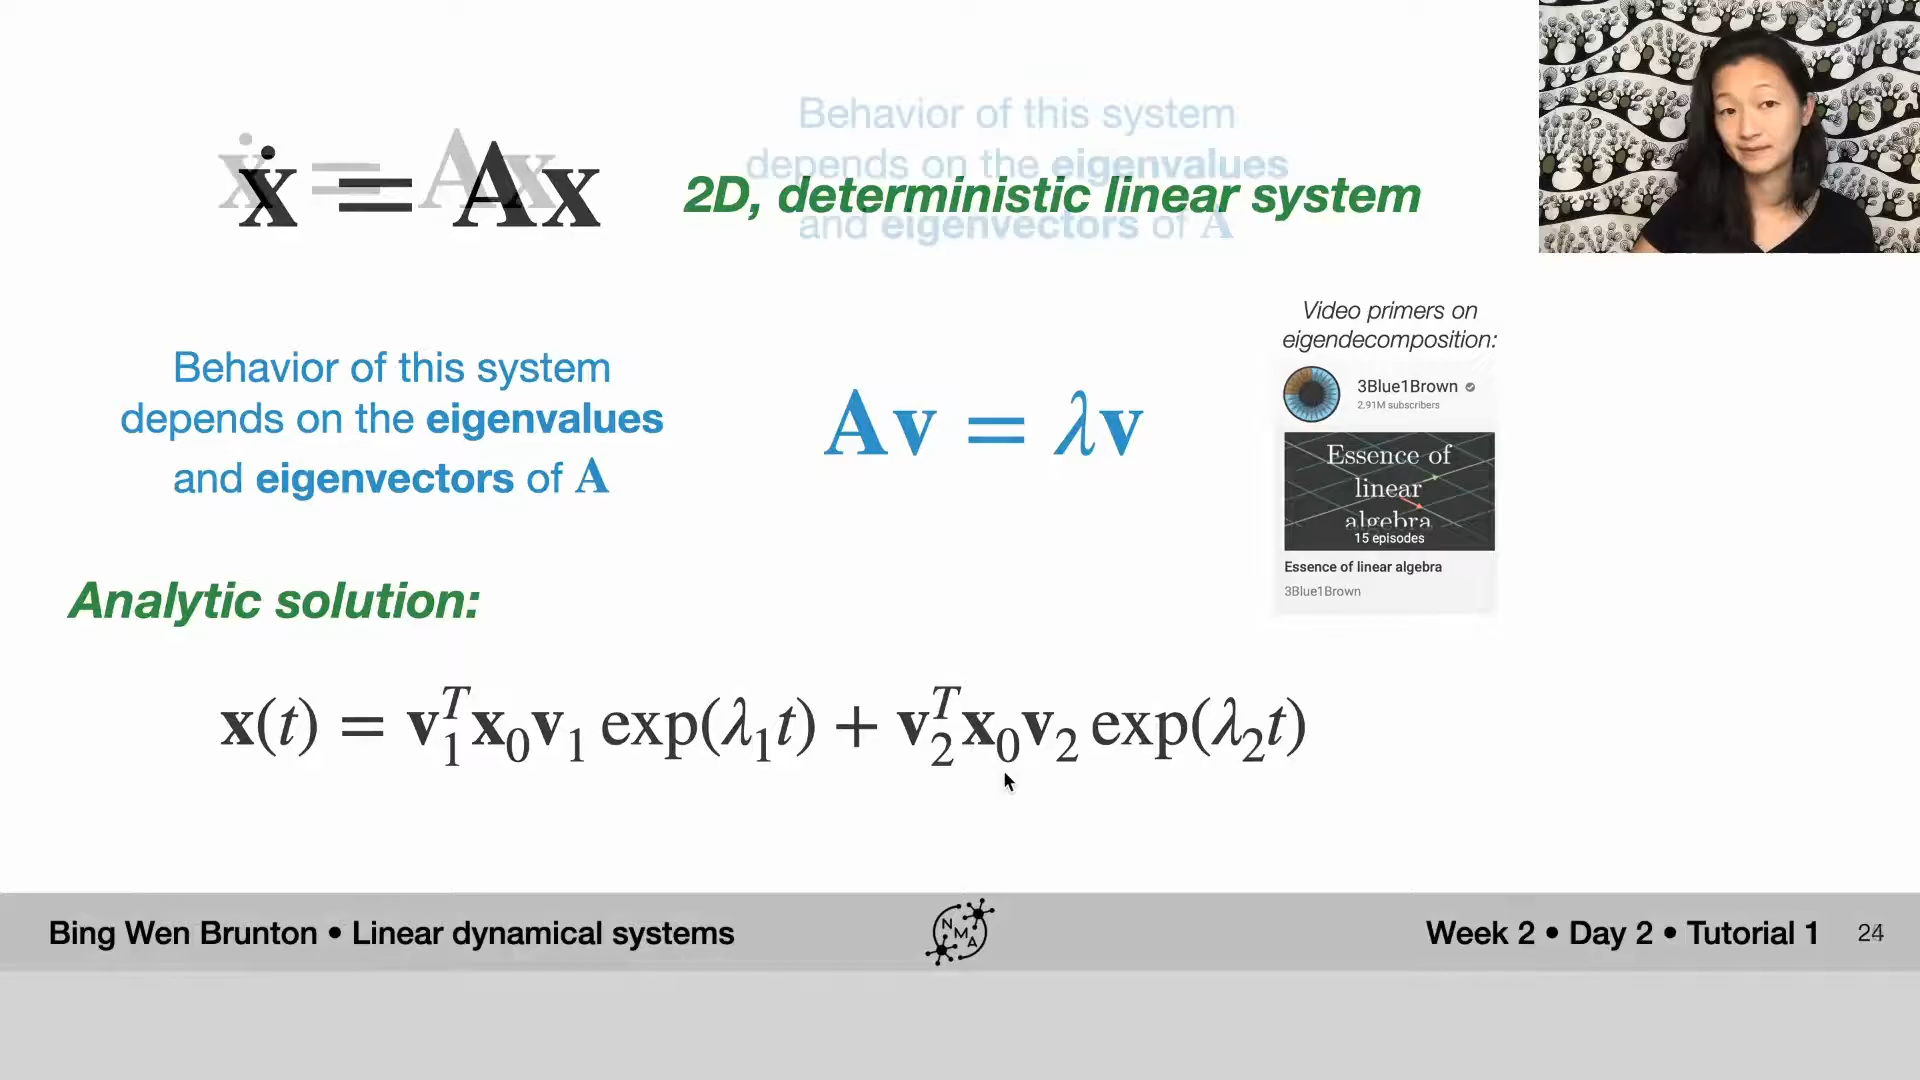 Behavior of this system
depends on the eigenvalues
and eigenvectors of A
ẋ = Ax
ẋ = Ax
2D, deterministic linear system
Video primers on
eigendecomposition:
Behavior of this system
depends on the eigenvalues
and eigenvectors of A
Av = λv
3Blue1Brown
2.91M subscribers
Essence of
linear
algebra
15 episodes
Essence of linear algebra
3Blue1Brown
Analytic solution:
x(t) = v₁ᵀx₀v₁ exp(λ₁t) + v₂ᵀx₀v₂ exp(λ₂t)
Bing Wen Brunton • Linear dynamical systems
NMA
Week 2 • Day 2 • Tutorial 1
24